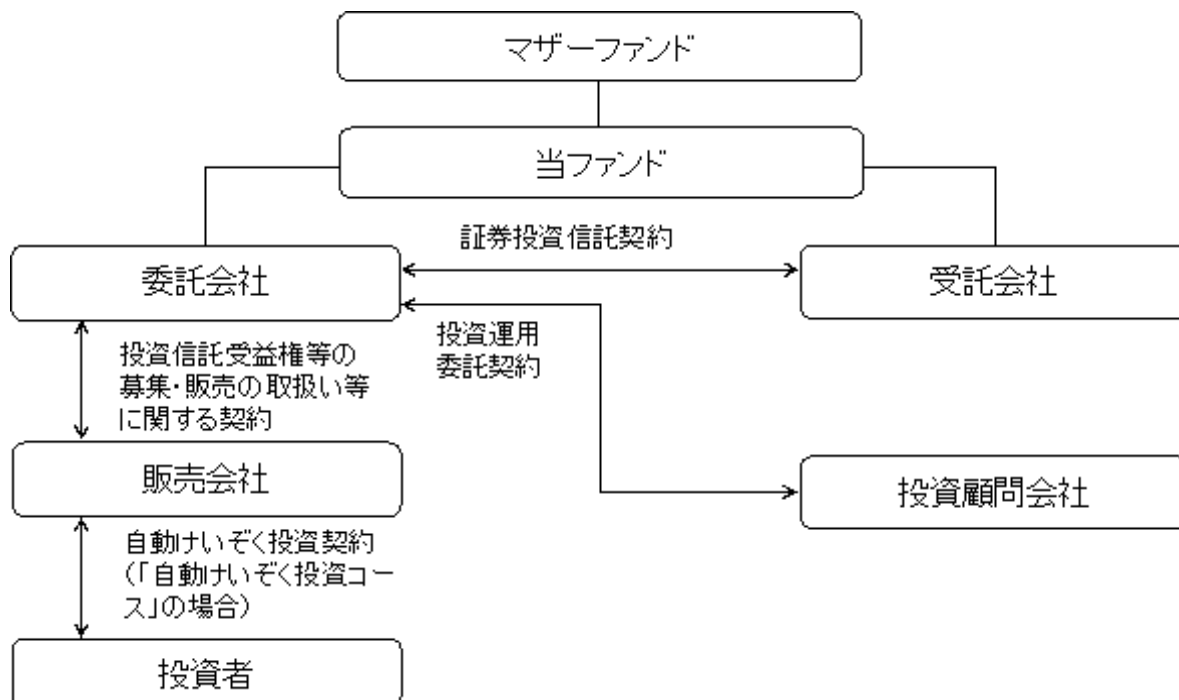 マザーファンド
当ファンド
証券投資信託契約
委託会社
受託会社
投資運用
委託契約
投資信託受益権等の
募集・販売の取扱い等
に関する契約
販売会社
投資顧問会社
自動けいぞく投資契約
(「自動けいぞく投資コー
ス」の場合)
投資者